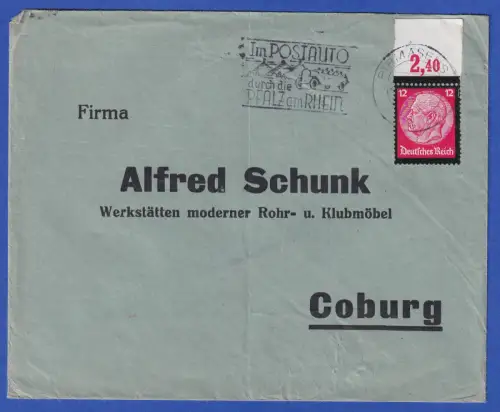 Im POSTAUTO
durch die
PFALZ am RHEIN
2,40
12 12
Deutsches Reich
Firma
Alfred Schunk
Werkstätten moderner Rohr- u. Klubmöbel
Coburg